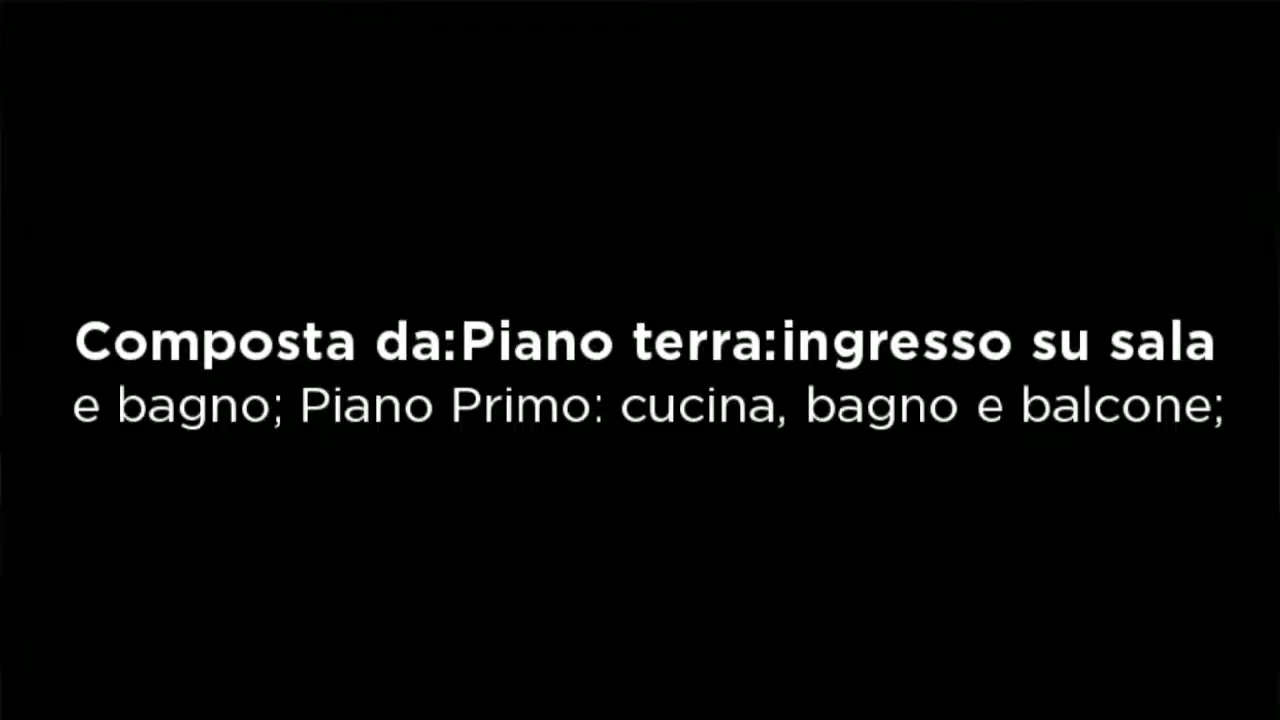 Composta da:Piano terra:ingresso su sala
e bagno; Piano Primo: cucina, bagno e balcone;